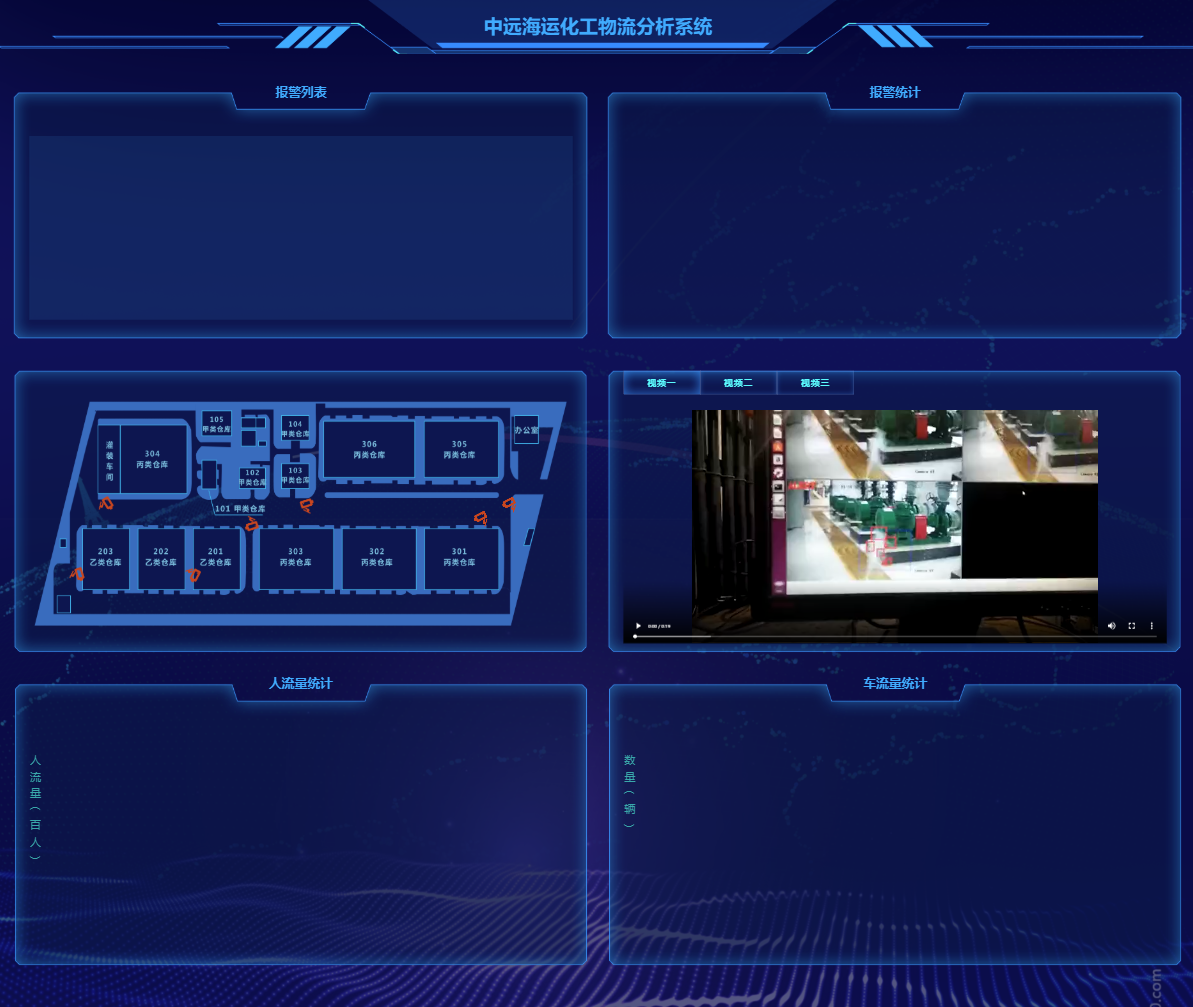 中远海运化工物流分析系统
报警列表
报警统计
105
甲类仓库
104
甲类仓库
办公室
灌装车间
304
丙类仓库
306
丙类仓库
305
丙类仓库
102
甲类仓库
103
甲类仓库
101 甲类仓库
203
乙类仓库
202
乙类仓库
201
乙类仓库
303
丙类仓库
302
丙类仓库
301
丙类仓库
视频一
视频二
视频三
0:03 / 0:19
人流量统计
车流量统计
人流量（百人）
数量（辆）
.com